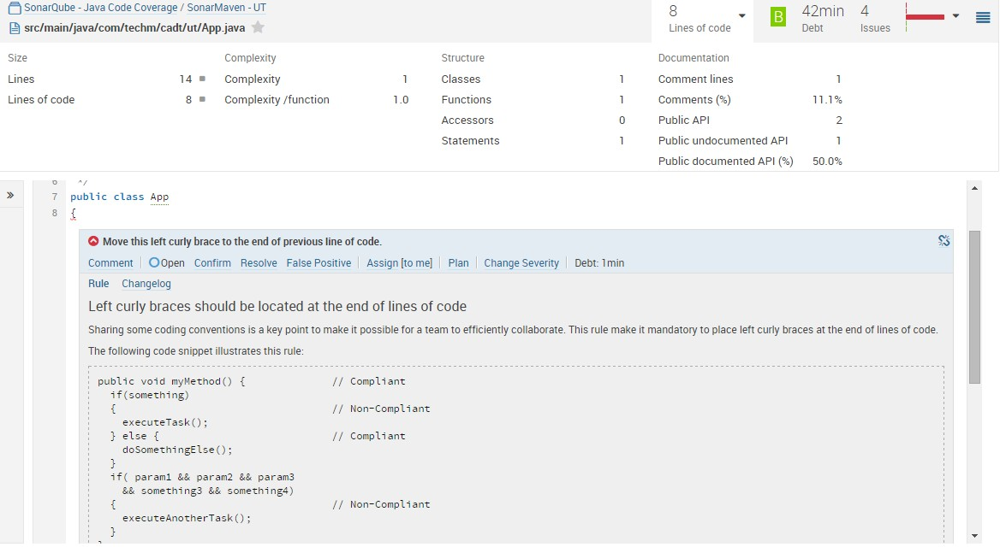 SonarQube - Java Code Coverage / SonarMaven - UT
src/main/java/com/techm/cadt/ut/App.java
8
Lines of code
B
42min
Debt
4
Issues
Size
Lines 14
Lines of code 8
Complexity
Complexity 1
Complexity /function 1.0
Structure
Classes 1
Functions 1
Accessors 0
Statements 1
Documentation
Comment lines 1
Comments (%) 11.1%
Public API 2
Public undocumented API 1
Public documented API (%) 50.0%
»
6 */
7 public class App
8 {
Move this left curly brace to the end of previous line of code.
Comment Open Confirm Resolve False Positive Assign [to me] Plan Change Severity Debt: 1min
Rule Changelog
Left curly braces should be located at the end of lines of code
Sharing some coding conventions is a key point to make it possible for a team to efficiently collaborate. This rule make it mandatory to place left curly braces at the end of lines of code.
The following code snippet illustrates this rule:
public void myMethod() { // Compliant
if(something)
{ // Non-Compliant
executeTask();
} else { // Compliant
doSomethingElse();
}
if( param1 && param2 && param3
&& something3 && something4)
{ // Non-Compliant
executeAnotherTask();
}
}